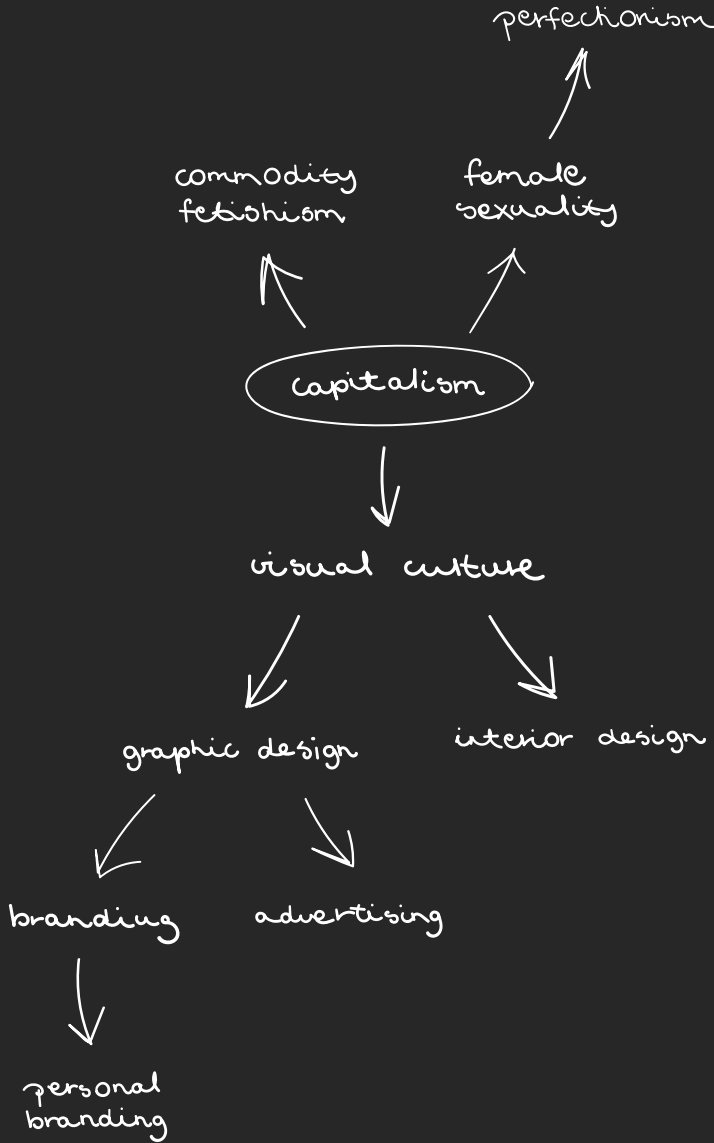 perfectionism
commodity
fetishism
female
sexuality
capitalism
visual culture
graphic design
interior design
branding
advertising
personal
branding